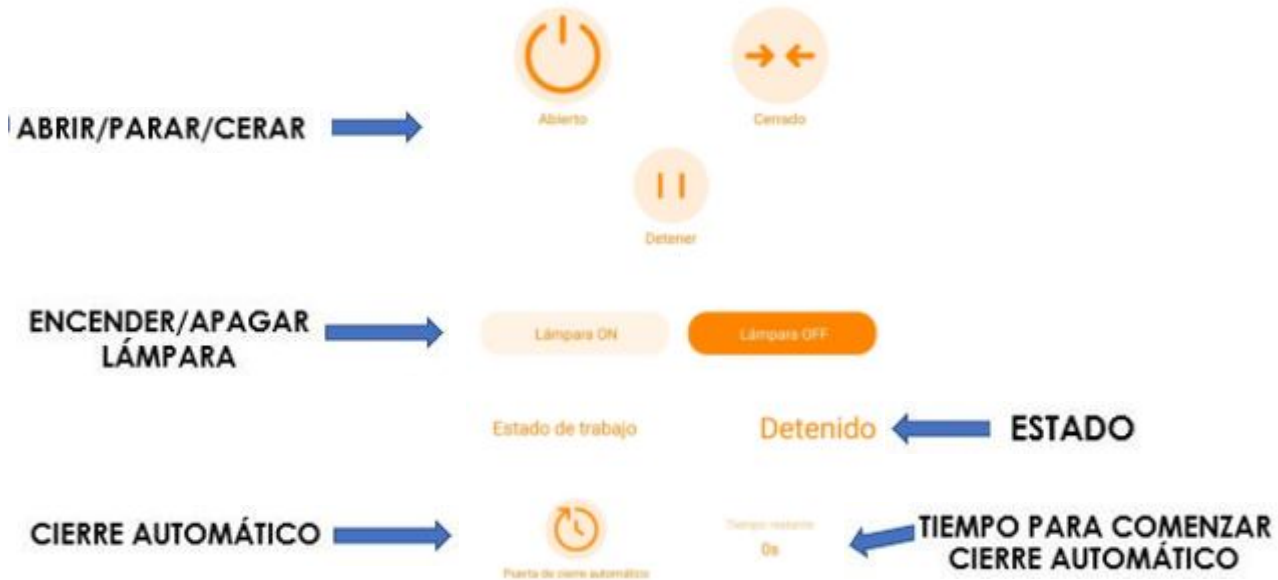 Abierto
Cerrado
ABRIR/PARAR/CERAR
Detener
ENCENDER/APAGAR
LÁMPARA
Lámpara ON
Lámpara OFF
Estado de trabajo
Detenido
ESTADO
CIERRE AUTOMÁTICO
Tiempo restante
0s
TIEMPO PARA COMENZAR
CIERRE AUTOMÁTICO
Puerta de cierre automático